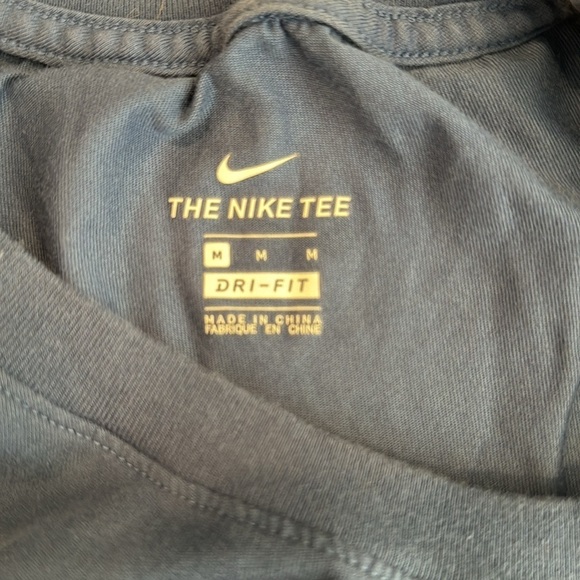 THE NIKE TEE
M M M
DRI-FIT
MADE IN CHINA
FABRIQUE EN CHINE